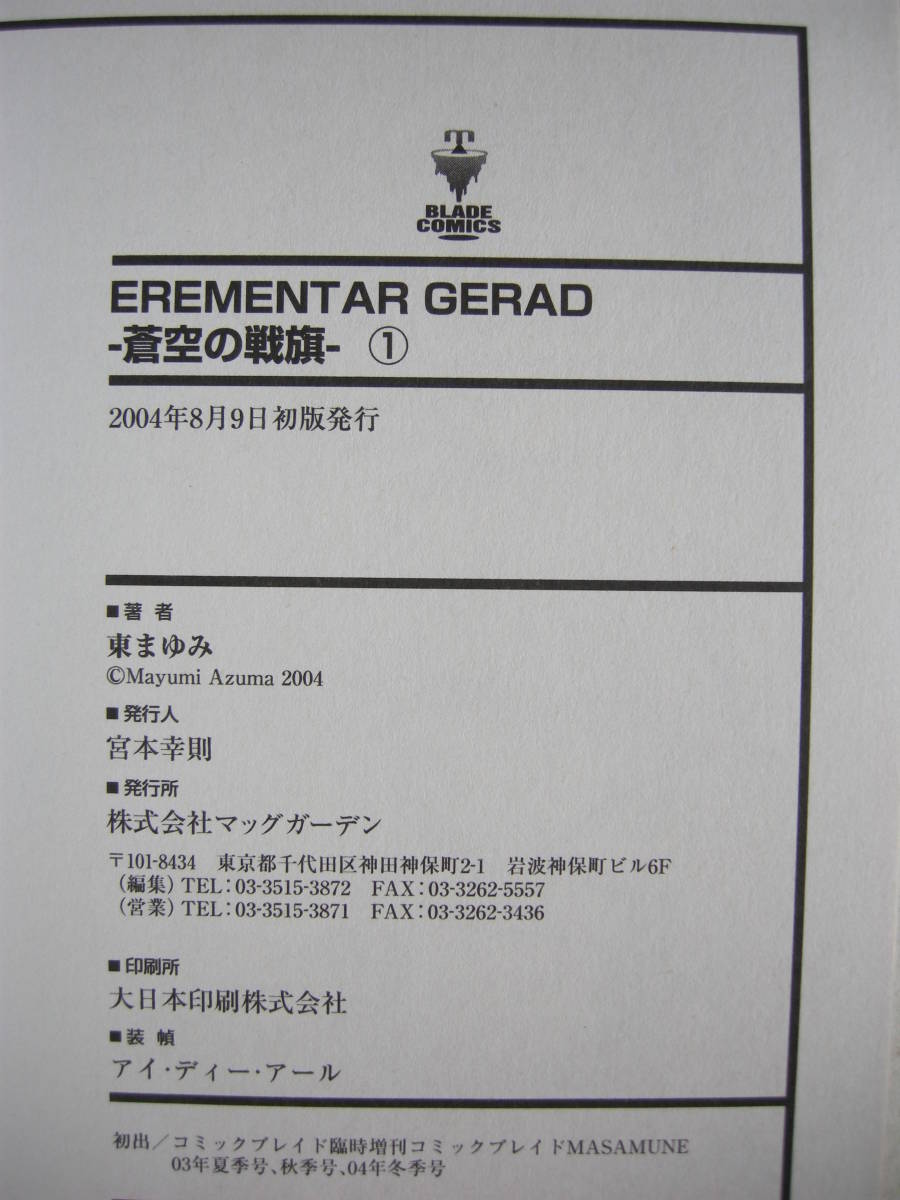 BLADE
COMICS
EREMENTAR GERAD
-蒼空の戦旗- ①
2004年8月9日初版発行
■著 者
東まゆみ
©Mayumi Azuma 2004
■発行人
宮本幸則
■発行所
株式会社マッグガーデン
〒101-8434 東京都千代田区神田神保町2-1 岩波神保町ビル6F
(編集) TEL:03-3515-3872 FAX:03-3262-5557
(営業) TEL:03-3515-3871 FAX:03-3262-3436
■印刷所
大日本印刷株式会社
■装 幀
アイ・ディー・アール
初出/コミックブレイド臨時増刊コミックブレイドMASAMUNE
03年夏季号、秋季号、04年冬季号